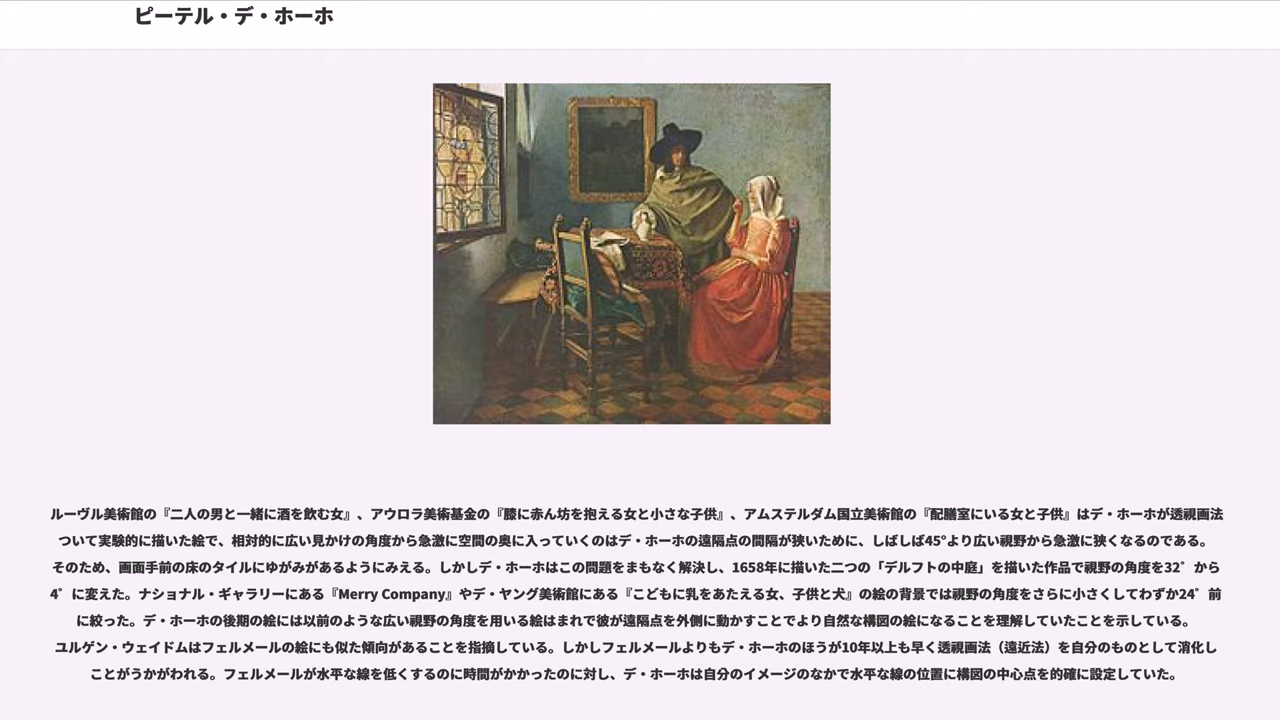 ピーテル・デ・ホーホ
ルーヴル美術館の『二人の男と一緒に酒を飲む女』、アウロラ美術基金の『膝に赤ん坊を抱える女と小さな子供』、アムステルダム国立美術館の『配膳室にいる女と子供』はデ・ホーホが透視画法
ついて実験的に描いた絵で、相対的に広い見かけの角度から急激に空間の奥に入っていくのはデ・ホーホの遠隔点の間隔が狭いために、しばしば45°より広い視野から急激に狭くなるのである。
そのため、画面手前の床のタイルにゆがみがあるようにみえる。しかしデ・ホーホはこの問題をまもなく解決し、1658年に描いた二つの「デルフトの中庭」を描いた作品で視野の角度を32゜から
4゜に変えた。ナショナル・ギャラリーにある『Merry Company』やデ・ヤング美術館にある『こどもに乳をあたえる女、子供と犬』の絵の背景では視野の角度をさらに小さくしてわずか24゜前
に絞った。デ・ホーホの後期の絵には以前のような広い視野の角度を用いる絵はまれで彼が遠隔点を外側に動かすことでより自然な構図の絵になることを理解していたことを示している。
ユルゲン・ウェイドムはフェルメールの絵にも似た傾向があることを指摘している。しかしフェルメールよりもデ・ホーホのほうが10年以上も早く透視画法（遠近法）を自分のものとして消化し
ことがうかがわれる。フェルメールが水平な線を低くするのに時間がかかったのに対し、デ・ホーホは自分のイメージのなかで水平な線の位置に構図の中心点を的確に設定していた。